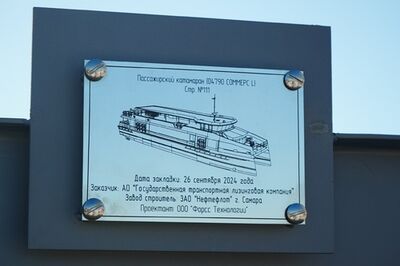 Пассажирский катамаран ID4790 COMMEPC LI
Стр. №111
Дата закладки: 26 сентября 2024 года
Заказчик: АО "Государственная транспортная лизинговая компания"
Завод строитель: ЗАО "Нефтефлот" г. Самара
Проектант ООО "Форсс Технологии"